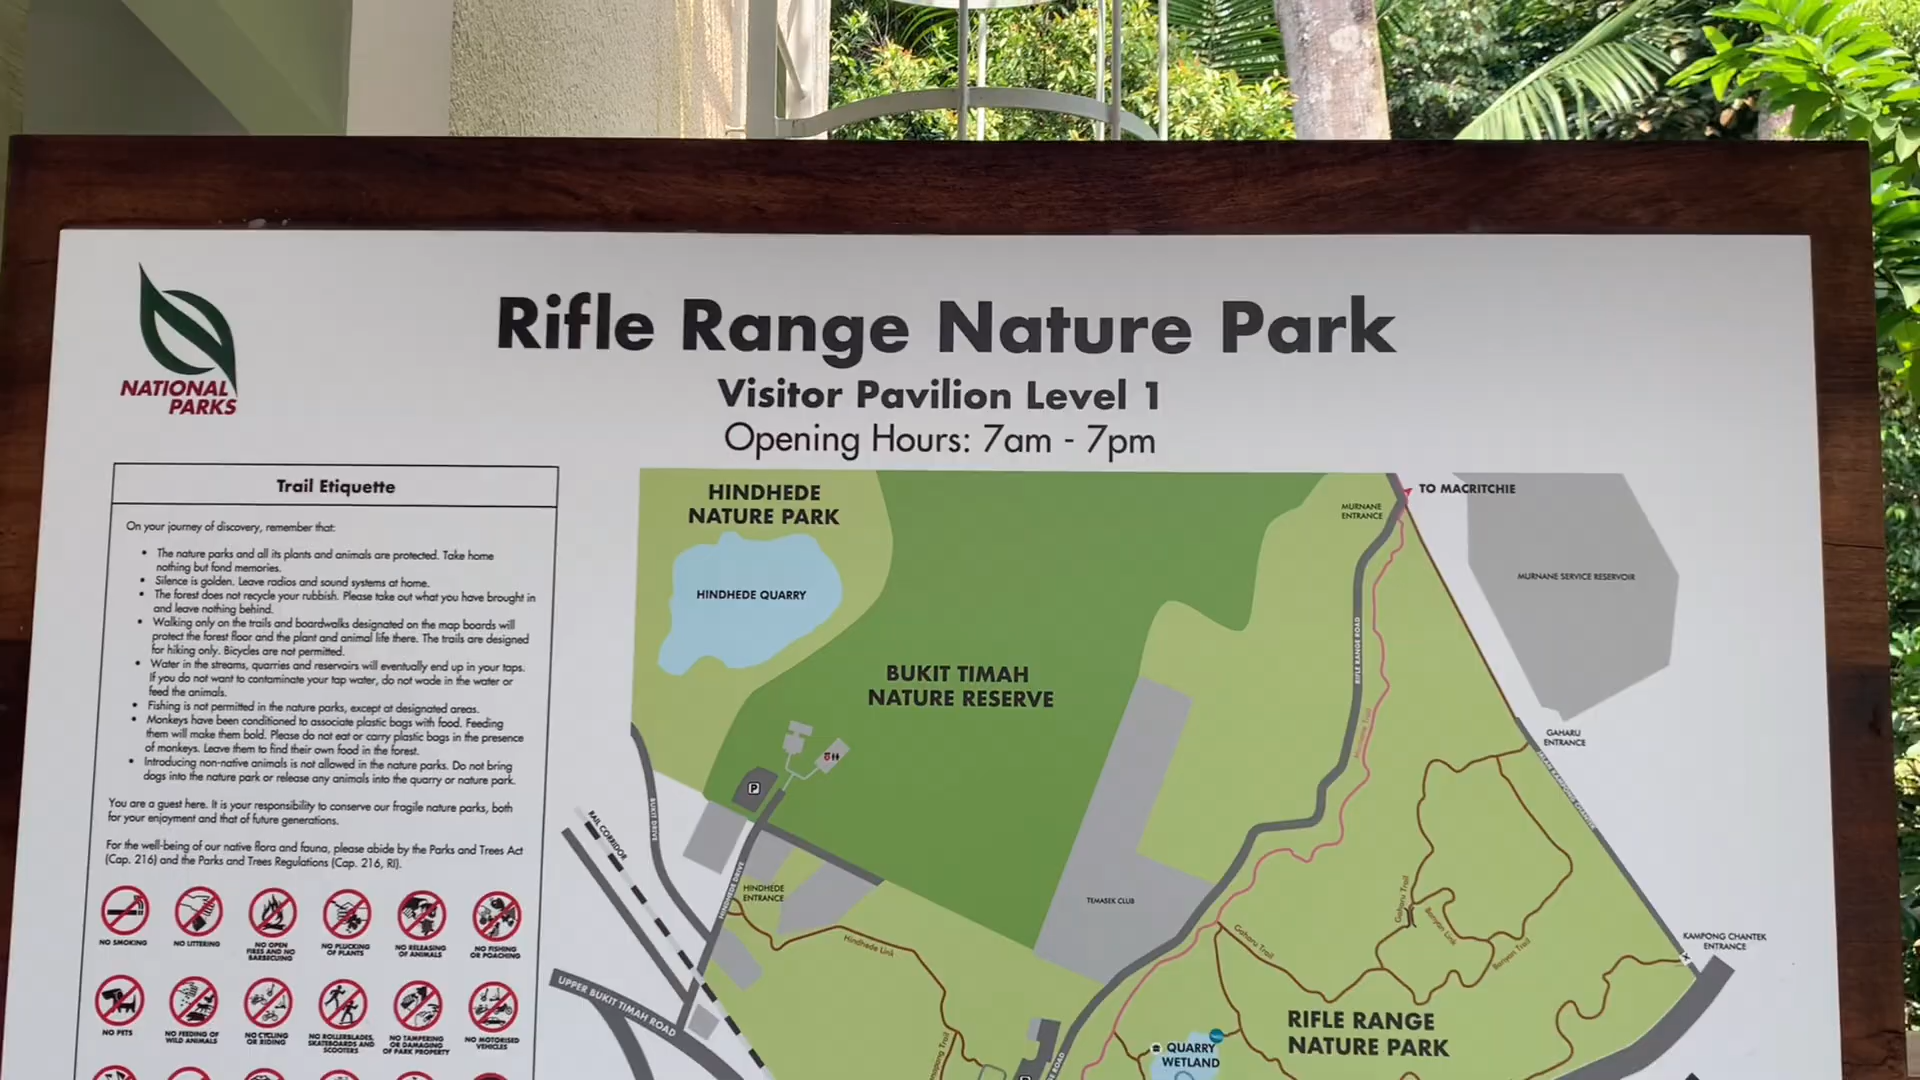 Rifle Range Nature Park
Visitor Pavilion Level 1
Opening Hours: 7am - 7pm
NATIONAL
PARKS
Trail Etiquette
On your journey of discovery, remember that:
• The nature parks and all its plants and animals are protected. Take home
nothing but fond memories.
• Silence is golden. Leave radios and sound systems at home.
• The forest does not recycle your rubbish. Please take out what you have brought in
and leave nothing behind.
• Walking only on the trails and boardwalks designated on the map boards will
protect the forest floor and the plant and animal life there. The trails are designed
for hiking only. Bicycles are not permitted.
• Water in the streams, quarries and reservoirs will eventually end up in your taps.
If you do not want to contaminate your tap water, do not wade in the water or
feed the animals.
• Fishing is not permitted in the nature parks, except at designated areas.
• Monkeys have been conditioned to associate plastic bags with food. Feeding
them will make them bold. Please do not eat or carry plastic bags in the presence
of monkeys. Leave them to find their own food in the forest.
• Introducing non-native animals is not allowed in the nature parks. Do not bring
dogs into the nature park or release any animals into the quarry or nature park.
You are a guest here. It is your responsibility to conserve our fragile nature parks, both
for your enjoyment and that of future generations.
For the well-being of our native flora and fauna, please abide by the Parks and Trees Act
(Cap. 216) and the Parks and Trees Regulations (Cap. 216, RI).
NO SMOKING
NO LITTERING
NO OPEN
FIRES AND NO
BARBECUING
NO PLUCKING
OF PLANTS
NO RELEASING
OF ANIMALS
NO FISHING
OR POACHING
NO PETS
NO FEEDING OF
WILD ANIMALS
NO CYCLING
OR RIDING
NO ROLLERBLADES,
SKATEBOARDS AND
SCOOTERS
NO TAMPERING
OR DAMAGING
OF PARK PROPERTY
NO MOTORISED
VEHICLES
HINDHEDE
NATURE PARK
HINDHEDE QUARRY
BUKIT TIMAH
NATURE RESERVE
MURNANE
ENTRANCE
TO MACRITCHIE
MURNANE SERVICE RESERVOIR
RIFLE RANGE ROAD
Murnane Trail
GAHARU
ENTRANCE
JALAN KAMPONG CHANTEK
P
BUKIT DRIVE
RAIL CORRIDOR
HINDHEDE DRIVE
HINDHEDE
ENTRANCE
Hindhede Link
TEMASEK CLUB
Gaharu Trail
Gaharu Trail
Banyan Link
Banyan Trail
KAMPONG CHANTEK
ENTRANCE
UPPER BUKIT TIMAH ROAD
RIFLE RANGE
NATURE PARK
QUARRY
WETLAND
ROAD
Trail